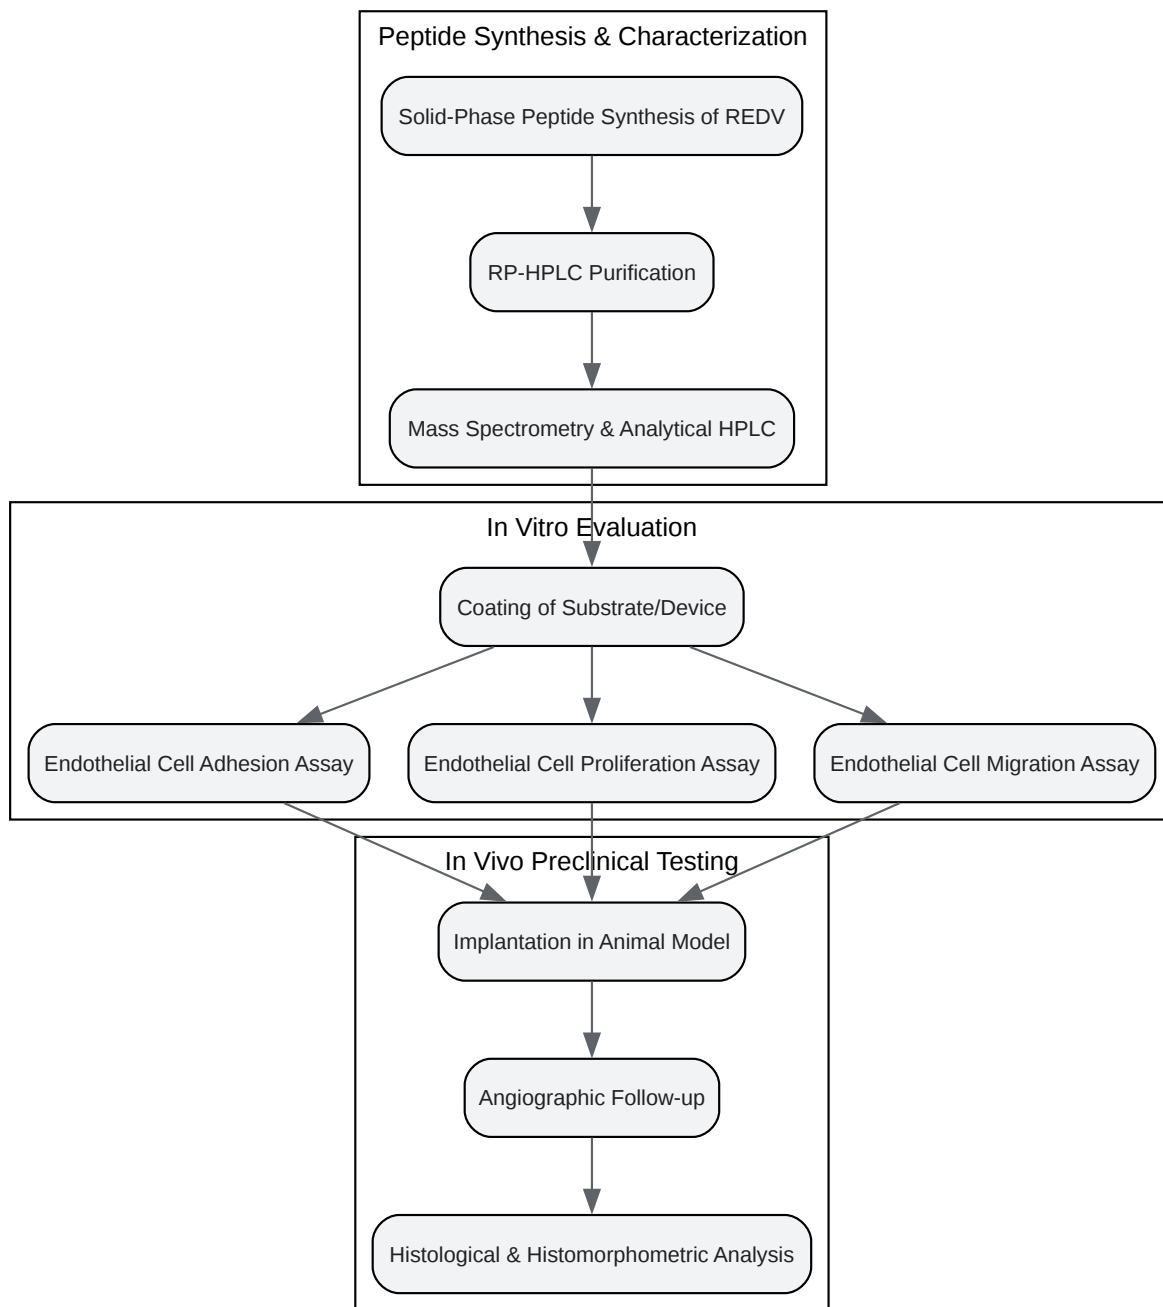 Peptide Synthesis & Characterization
Solid-Phase Peptide Synthesis of REDV
RP-HPLC Purification
Mass Spectrometry & Analytical HPLC
In Vitro Evaluation
Coating of Substrate/Device
Endothelial Cell Adhesion Assay
Endothelial Cell Proliferation Assay
Endothelial Cell Migration Assay
In Vivo Preclinical Testing
Implantation in Animal Model
Angiographic Follow-up
Histological & Histomorphometric Analysis